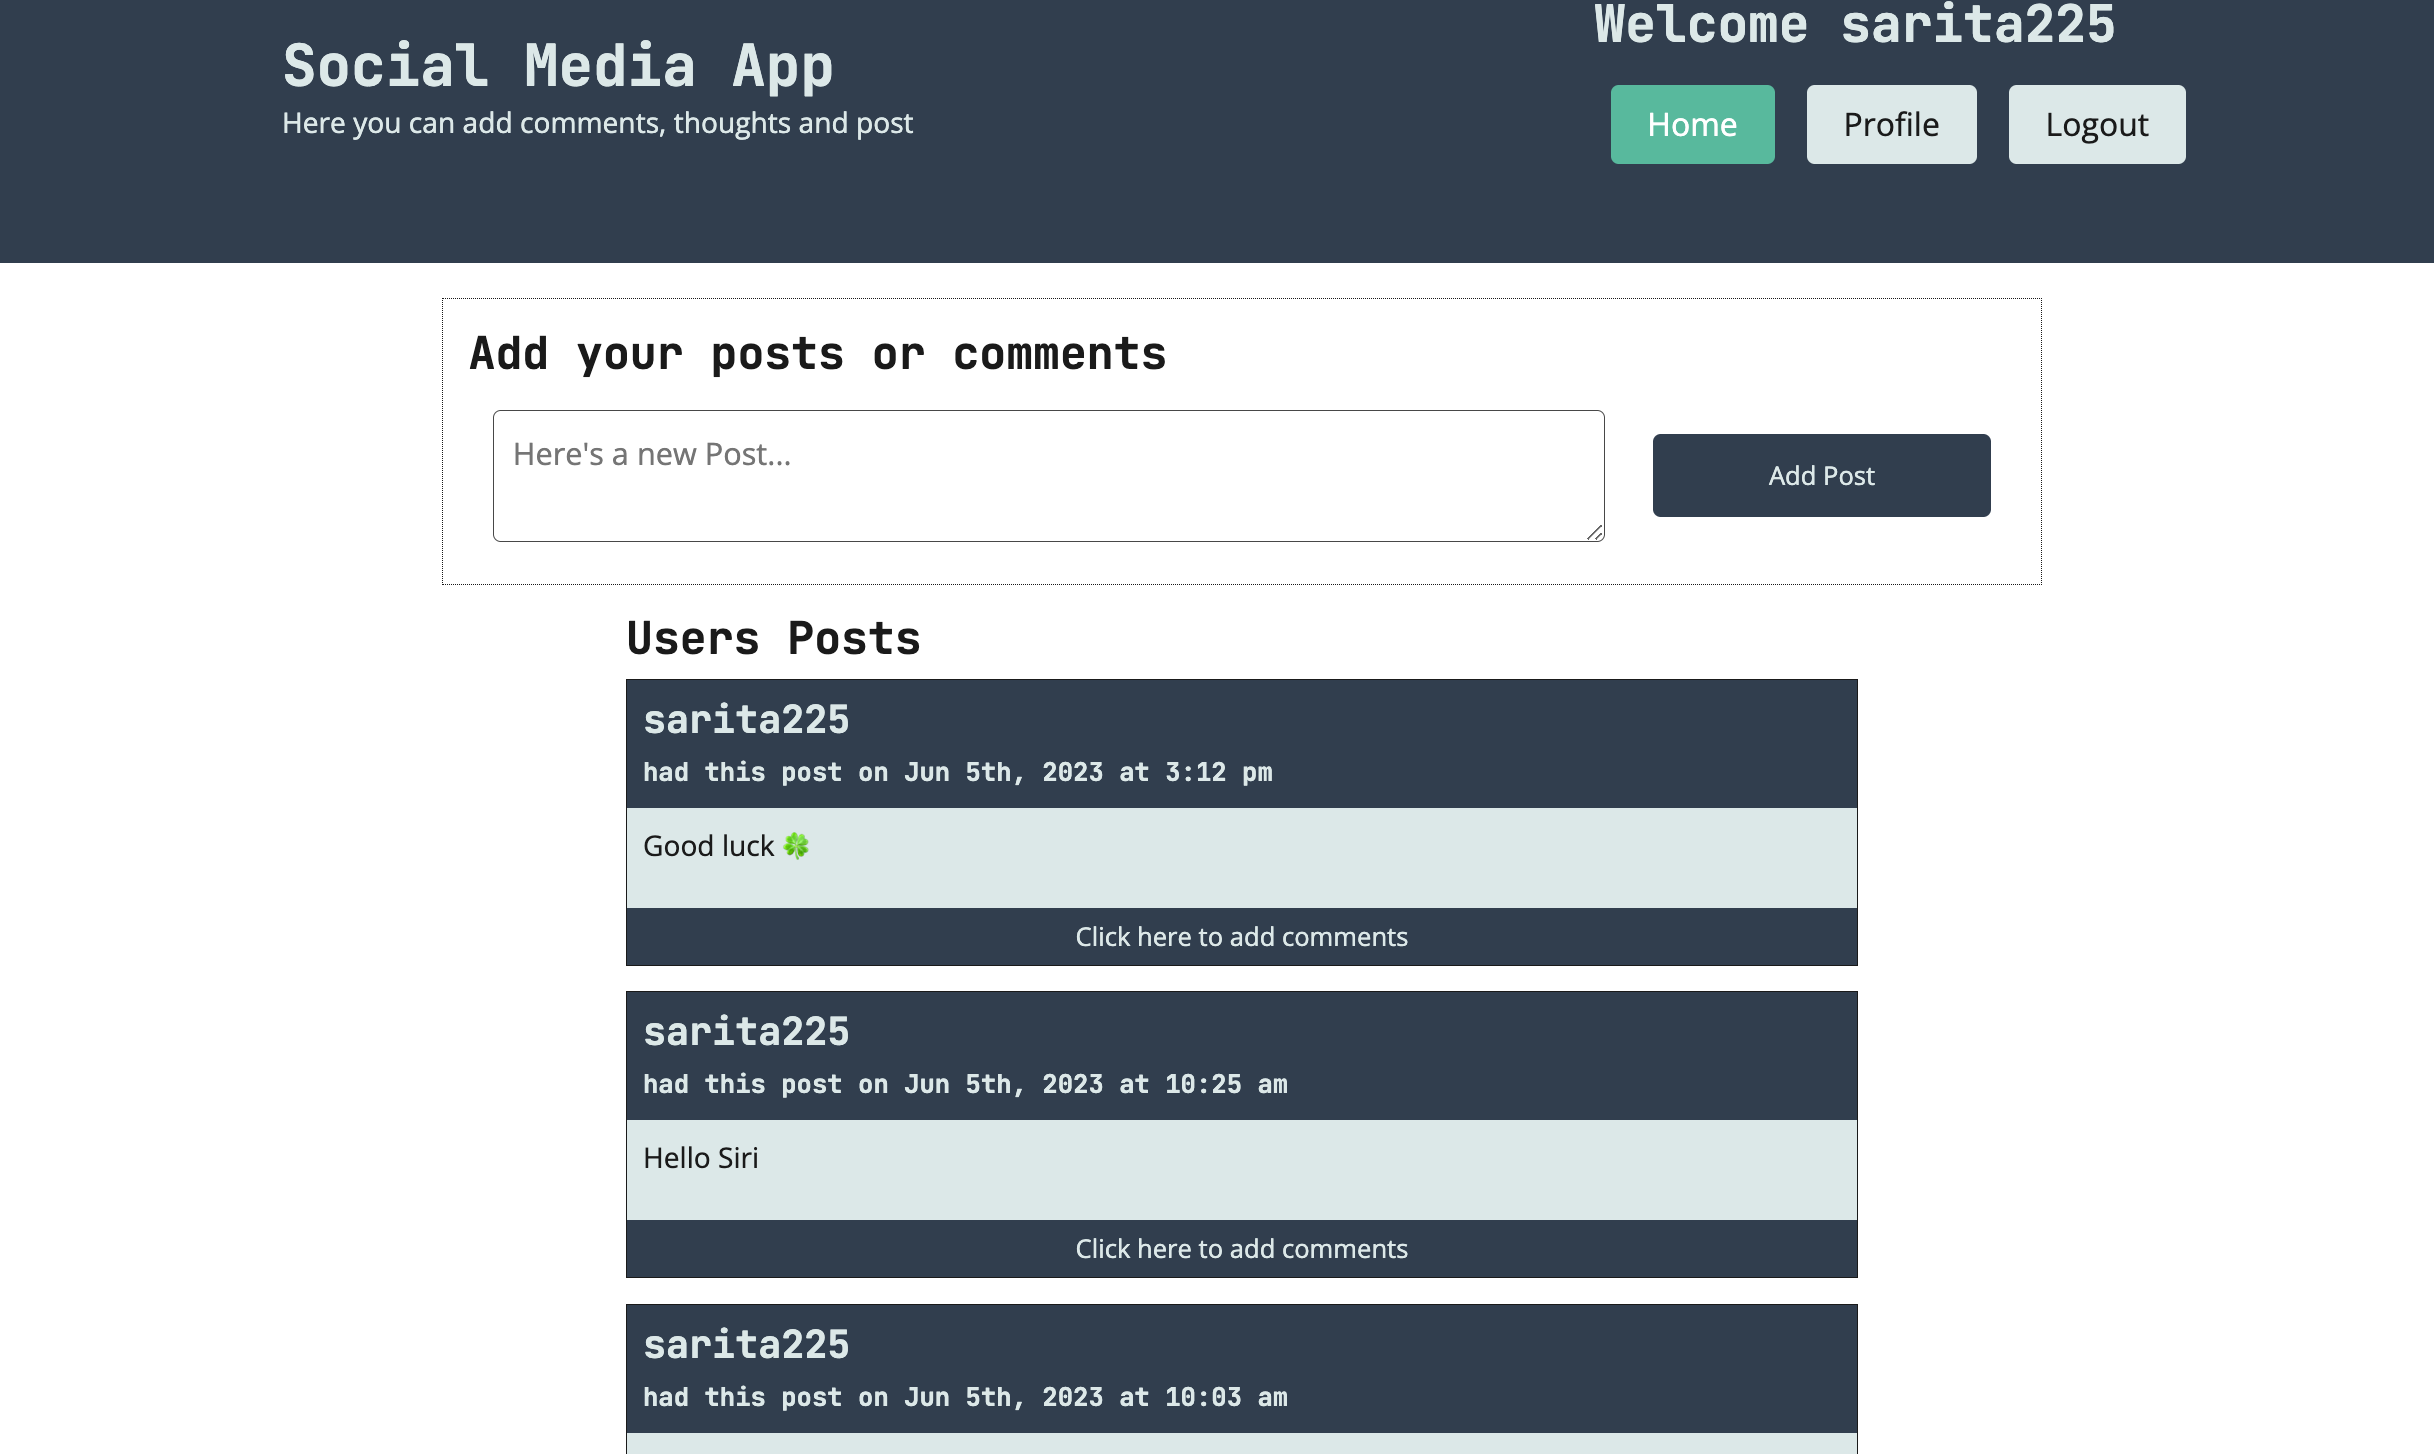 Social Media App
Here you can add comments, thoughts and post
Welcome sarita225
Home
Profile
Logout
Add your posts or comments
Here's a new Post...
Add Post
Users Posts
sarita225
had this post on Jun 5th, 2023 at 3:12 pm
Good luck 🍀
Click here to add comments
sarita225
had this post on Jun 5th, 2023 at 10:25 am
Hello Siri
Click here to add comments
sarita225
had this post on Jun 5th, 2023 at 10:03 am